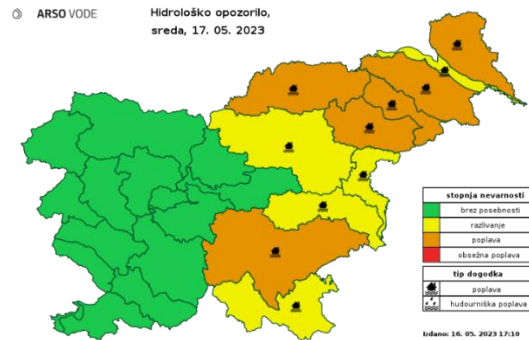 ARSO VODE
Hidrološko opozorilo,
sreda, 17. 05. 2023
stopnja nevarnosti
brez posebnosti
razlivanje
poplava
obsežna poplava
tip dogodka
poplava
hudourniška poplava
Izdano: 16. 05. 2023 17:10